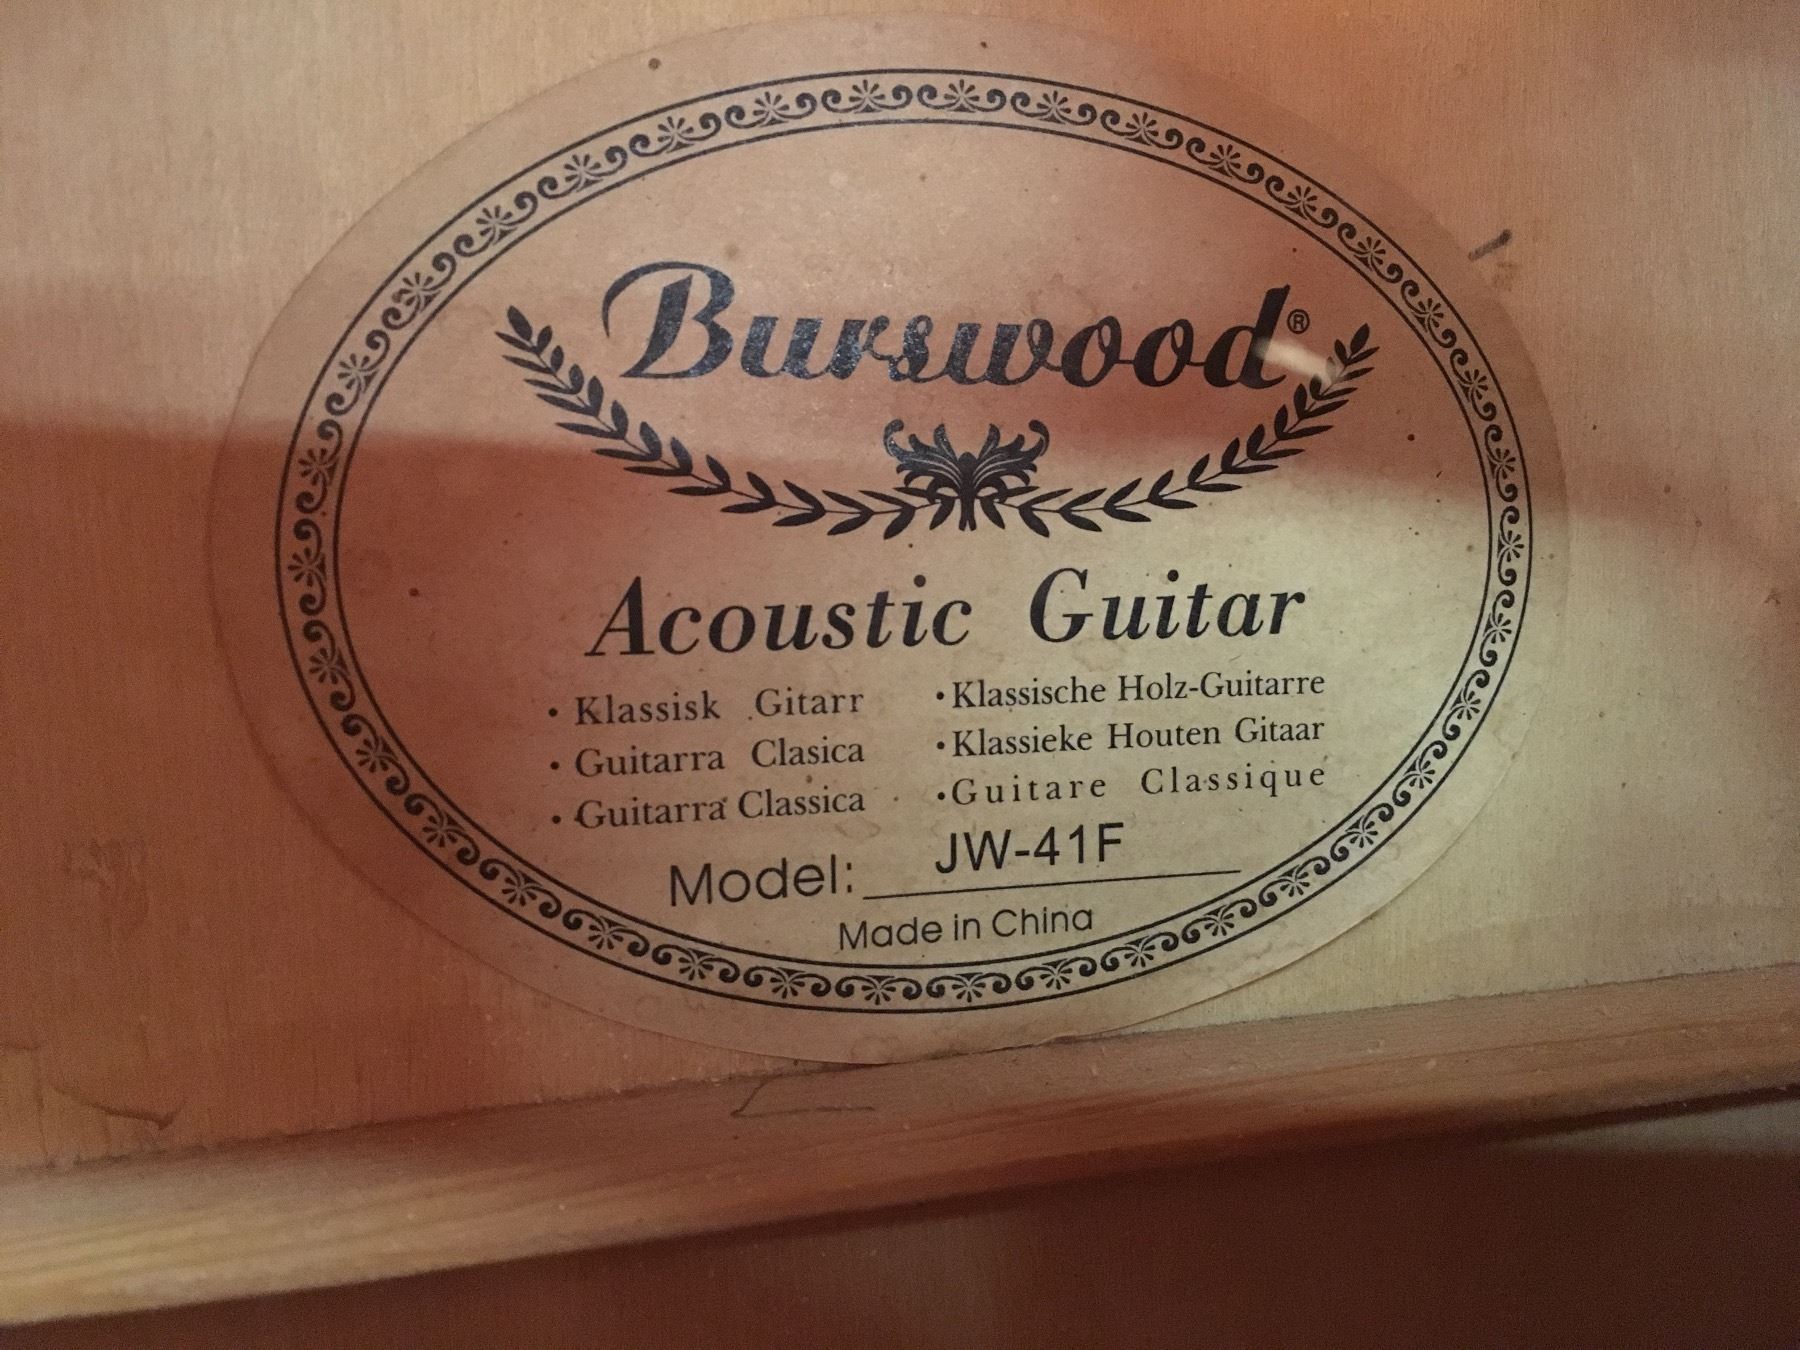 Burswood®
Acoustic Guitar
• Klassisk Gitarr
• Guitarra Clasica
• Guitarra Classica
• Klassische Holz-Guitarre
• Klassieke Houten Gitaar
• Guitare Classique
Model: JW-41F
Made in China